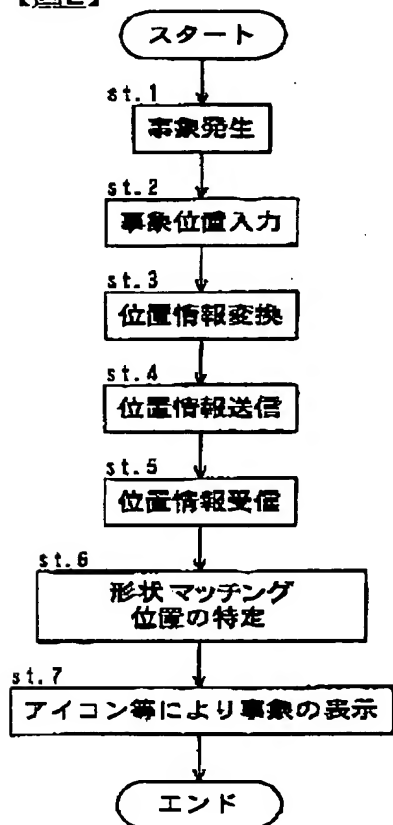 スタート
st.1
事象発生
st.2
事象位置入力
st.3
位置情報変換
st.4
位置情報送信
st.5
位置情報受信
st.6
形状マッチング
位置の特定
st.7
アイコン等により事象の表示
エンド